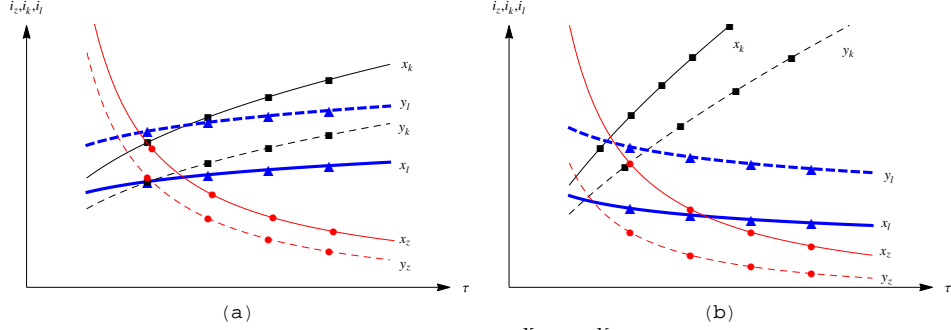 i_z,i_k,i_l
x_k
y_l
y_k
x_l
x_z
y_z
τ
(a)
i_z,i_k,i_l
x_k
y_k
y_l
x_l
x_z
y_z
τ
(b)